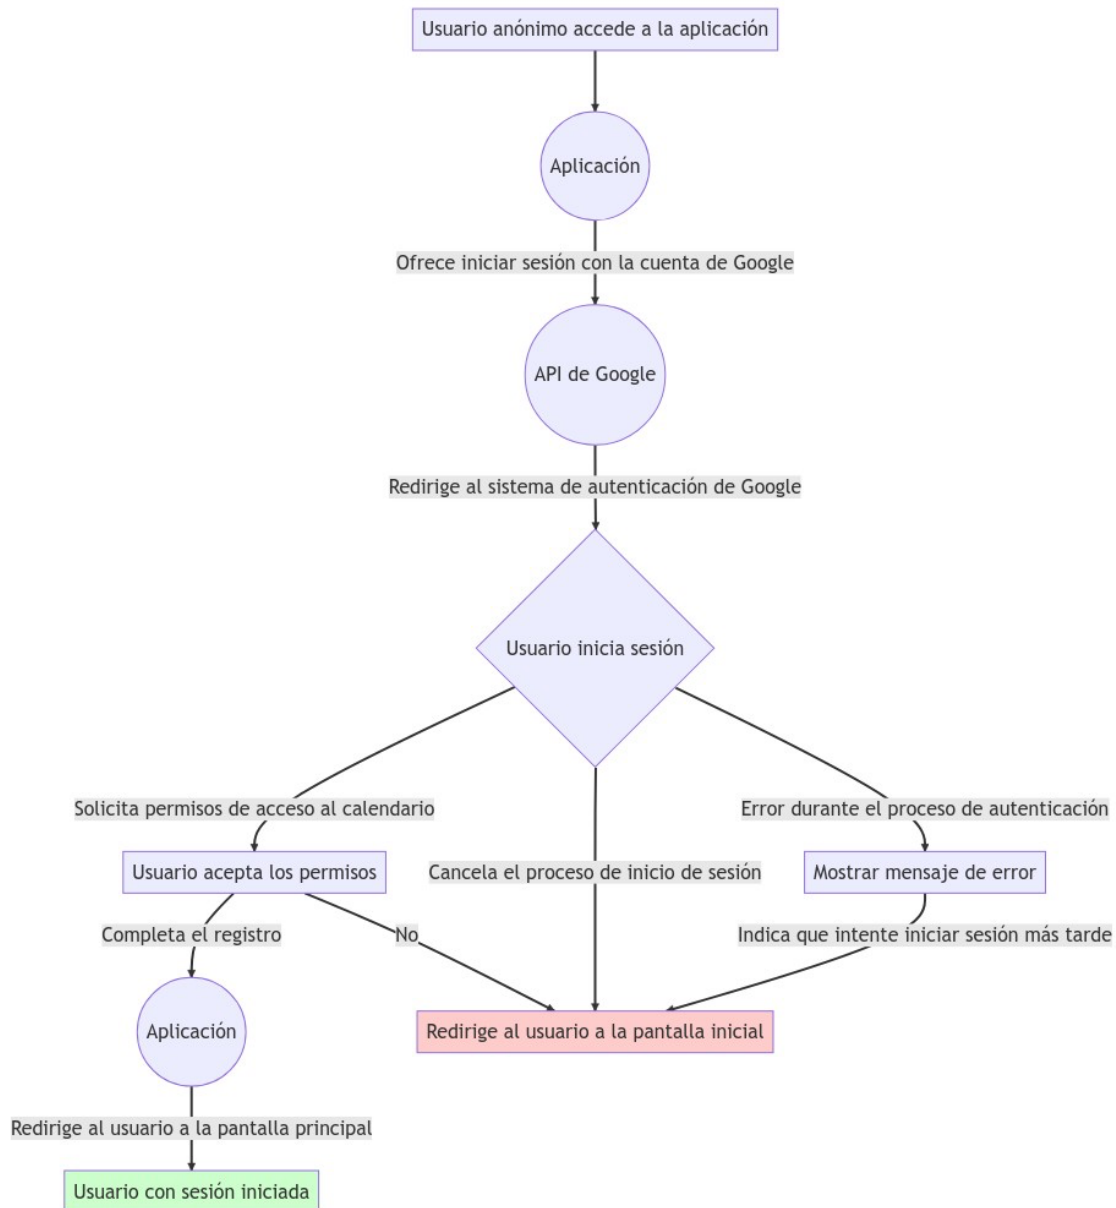 Usuario anónimo accede a la aplicación
Aplicación
Ofrece iniciar sesión con la cuenta de Google
API de Google
Redirige al sistema de autenticación de Google
Usuario inicia sesión
Solicita permisos de acceso al calendario
Error durante el proceso de autenticación
Usuario acepta los permisos
Cancela el proceso de inicio de sesión
Mostrar mensaje de error
Completa el registro
No
Indica que intente iniciar sesión más tarde
Aplicación
Redirige al usuario a la pantalla inicial
Redirige al usuario a la pantalla principal
Usuario con sesión iniciada